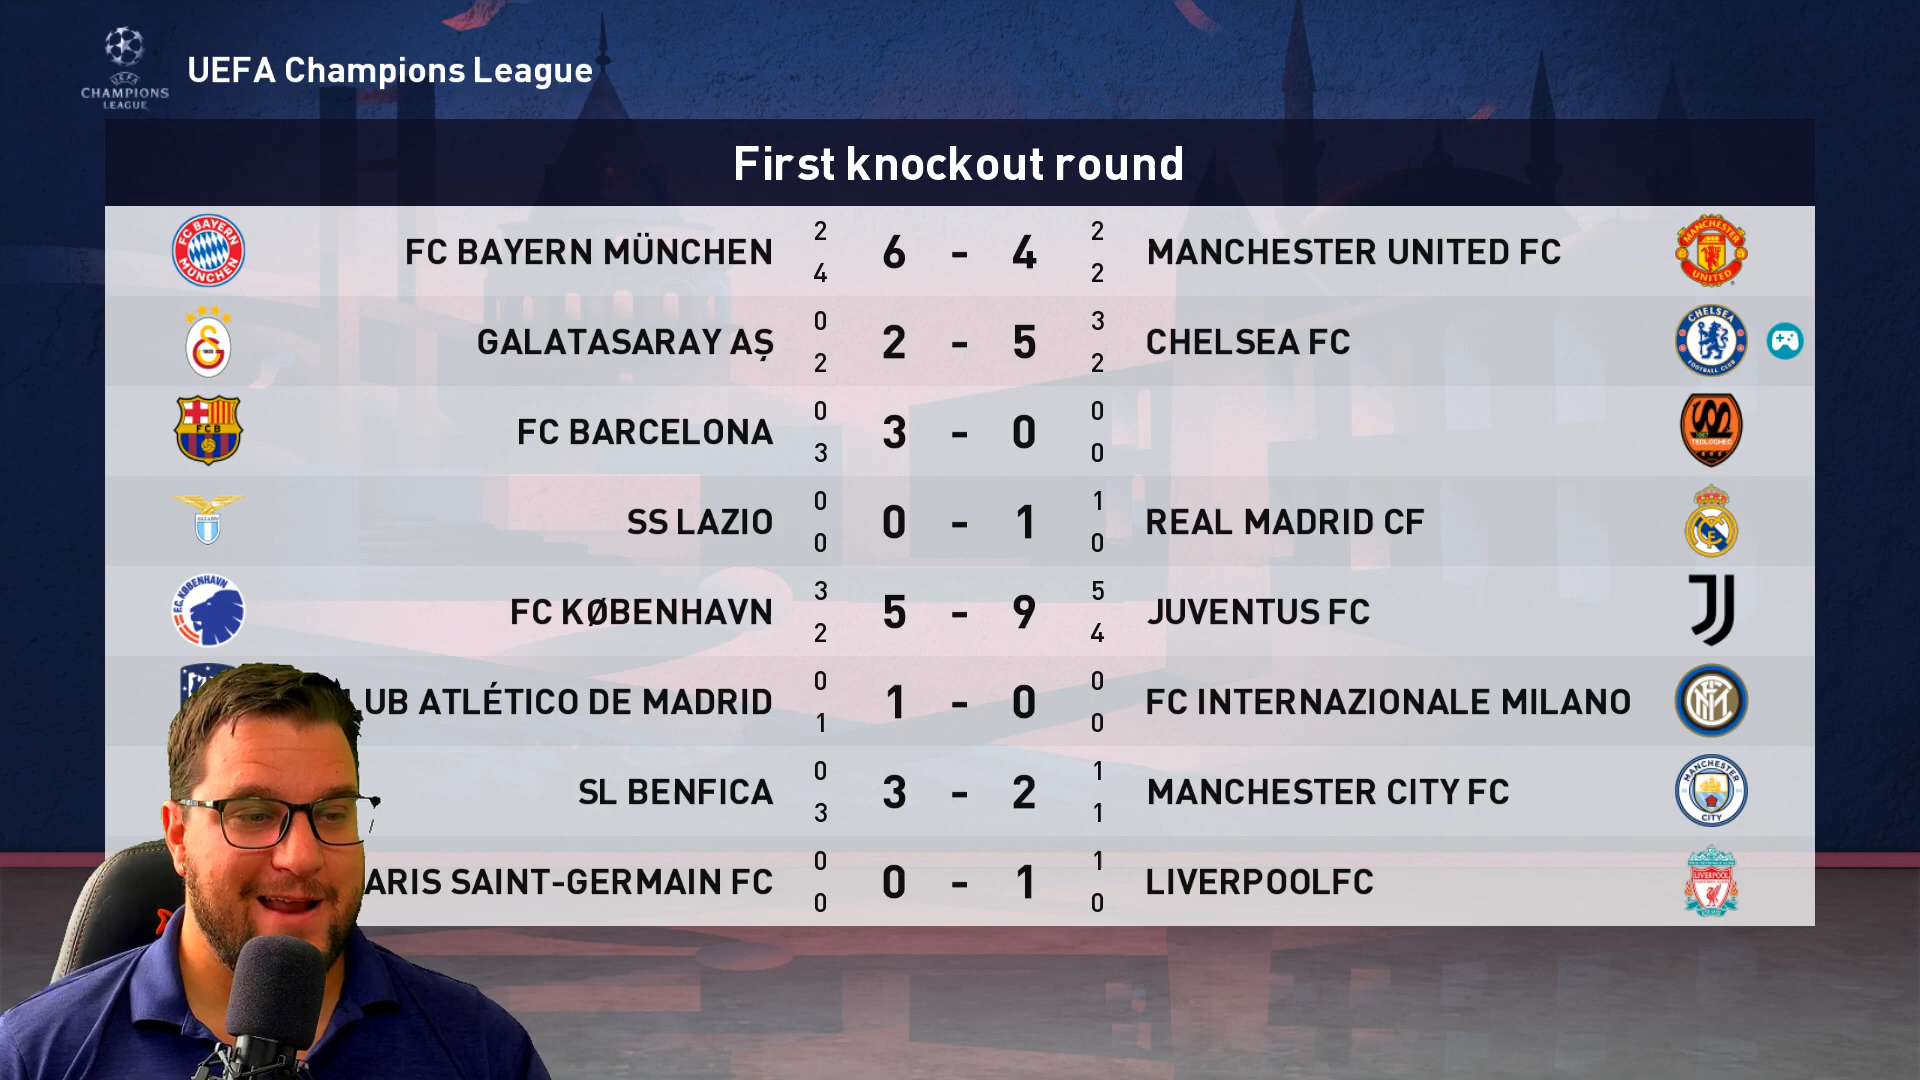 UEFA
CHAMPIONS
LEAGUE
UEFA Champions League
First knockout round
FC BAYERN MÜNCHEN 2 4 6 - 4 2 2 MANCHESTER UNITED FC
GALATASARAY AŞ 0 2 2 - 5 3 2 CHELSEA FC
FC BARCELONA 0 3 3 - 0 0 0
SS LAZIO 0 0 0 - 1 1 0 REAL MADRID CF
FC KØBENHAVN 3 2 5 - 9 5 4 JUVENTUS FC
LUB ATLÉTICO DE MADRID 0 1 1 - 0 0 0 FC INTERNAZIONALE MILANO
SL BENFICA 0 3 3 - 2 1 1 MANCHESTER CITY FC
ARIS SAINT-GERMAIN FC 0 0 0 - 1 1 0 LIVERPOOLFC